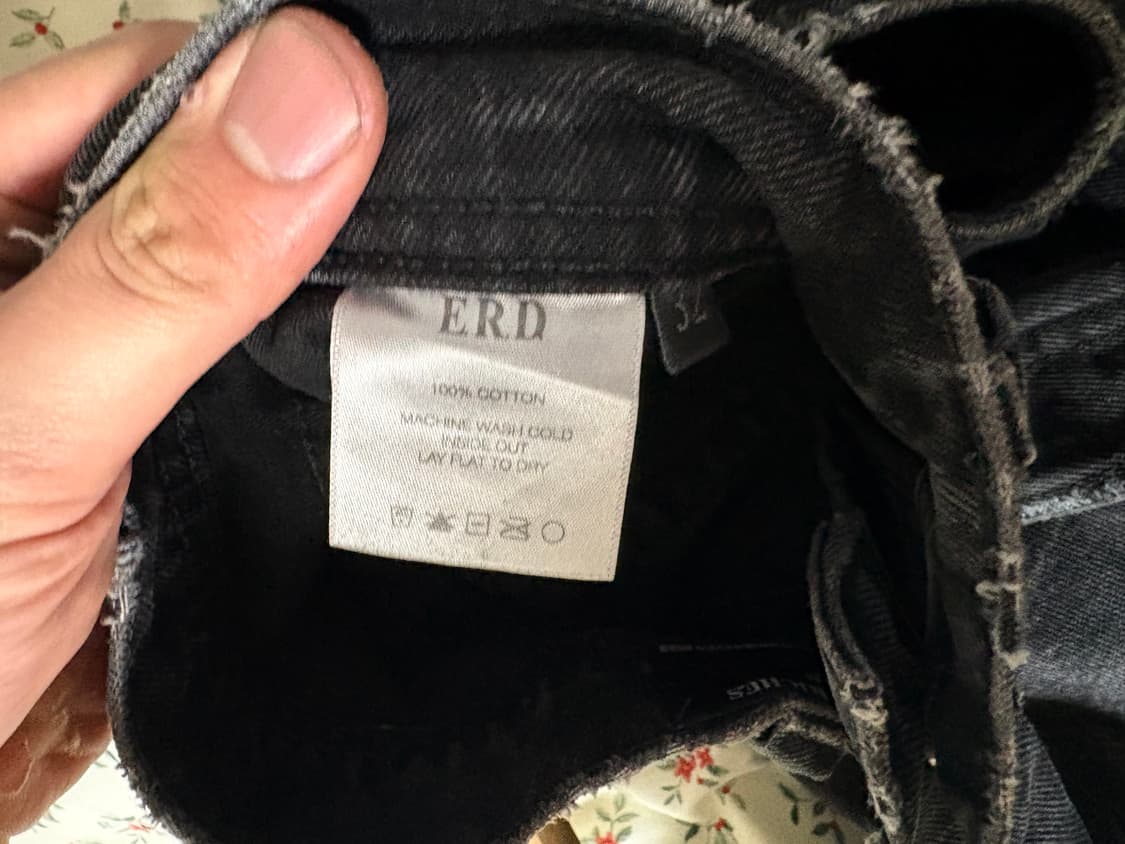 ERD
32
100% COTTON
MACHINE WASH COLD
INSIDE OUT
LAY FLAT TO DRY